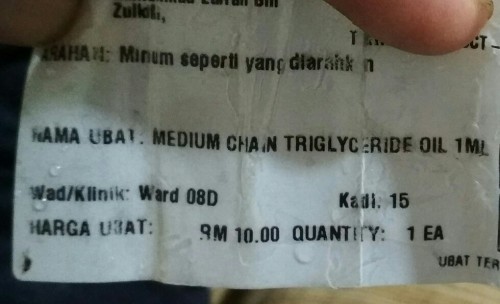 Zulkifli,
ARAHAN: Minum seperti yang diarahkan
NAMA UBAT: MEDIUM CHAIN TRIGLYCERIDE OIL 1ML
Wad/Klinik: Ward 08D Katil: 15
HARGA UBAT: RM 10.00 QUANTITY: 1 EA
UBAT TER